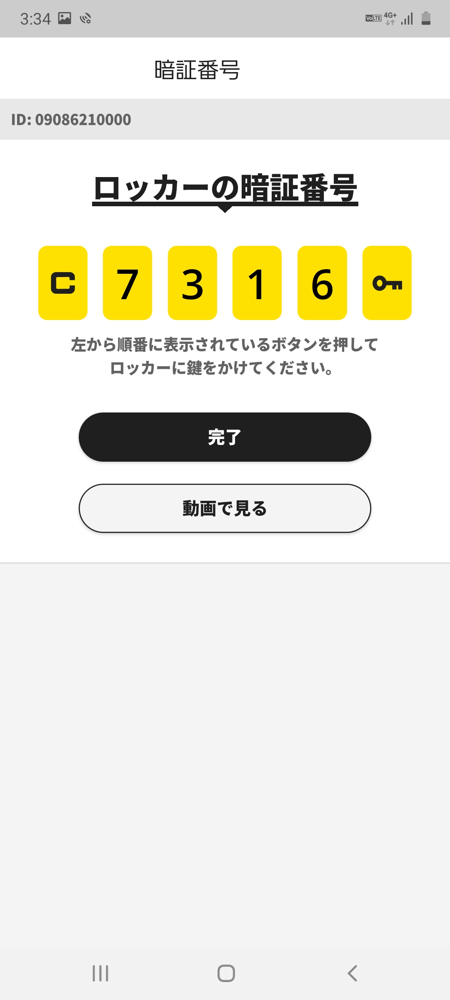 3:34
VoLTE 4G+
暗証番号
ID: 09086210000
ロッカーの暗証番号
C 7 3 1 6
左から順番に表示されているボタンを押して
ロッカーに鍵をかけてください。
完了
動画で見る